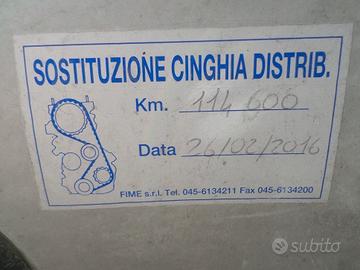 SOSTITUZIONE CINGHIA DISTRIB.
Km. 114 600
Data 26/02/2016
FIME s.r.l. Tel. 045-6134211 Fax 045-6134200
subito